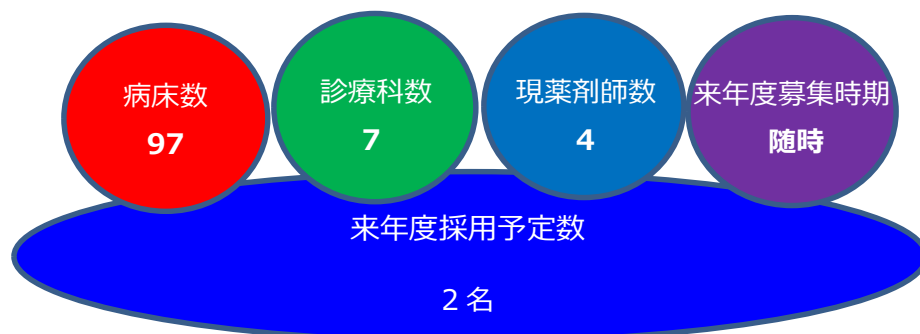 病床数
97
診療科数
7
現薬剤師数
4
来年度募集時期
随時
来年度採用予定数
２名